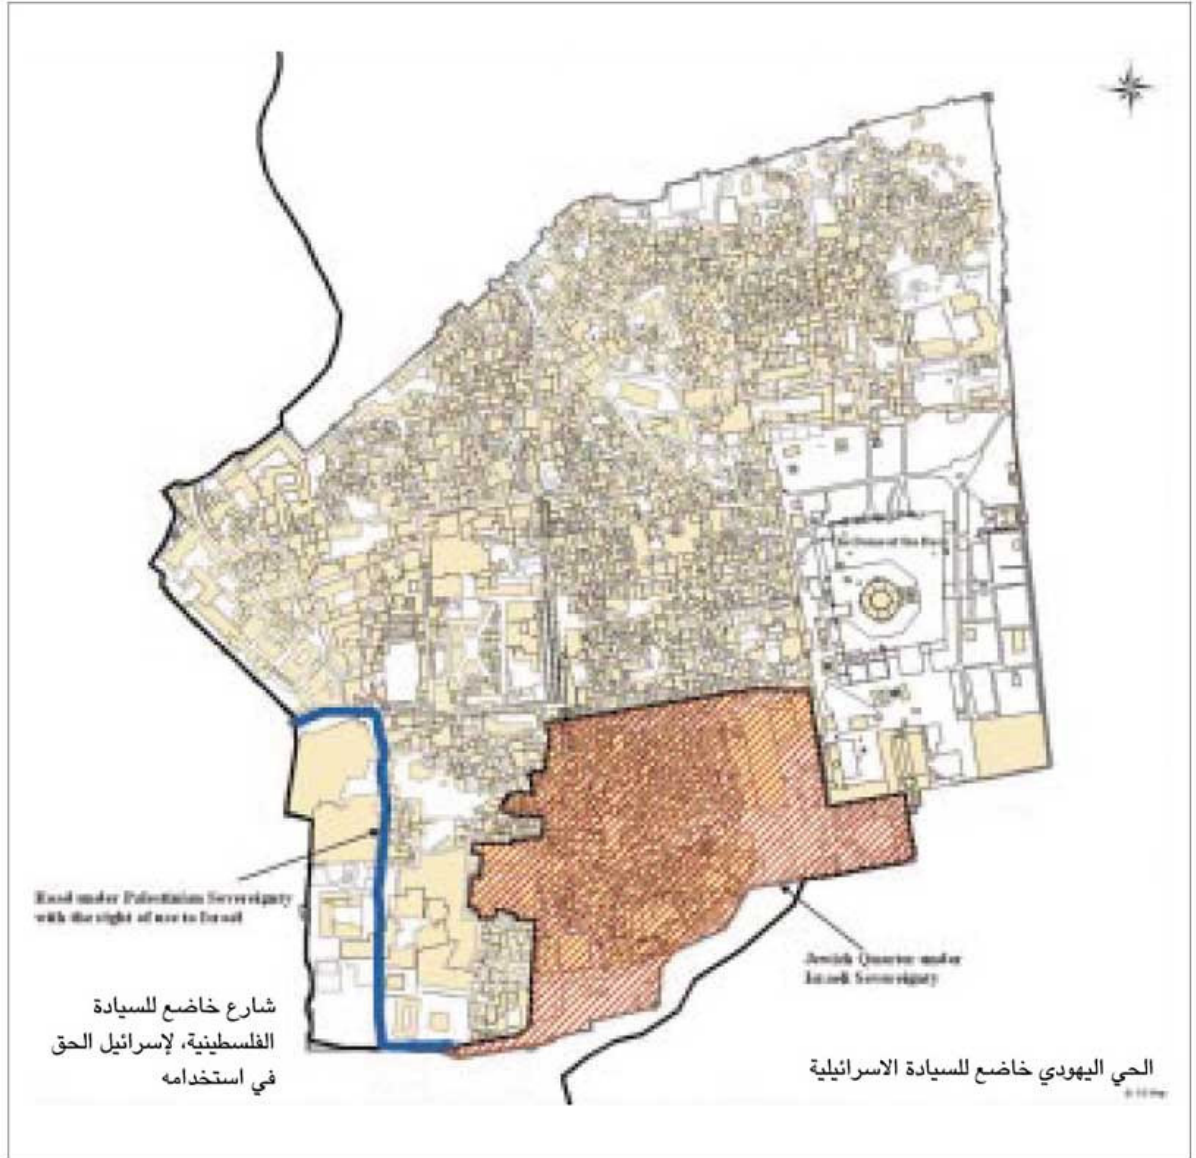 The Dome of the Rock
Road under Palestinian Sovereignty
with the right of use to Israel
Jewish Quarter under
Israeli Sovereignty
شارع خاضع للسيادة
الفلسطينية، لإسرائيل الحق
في استخدامه
الحي اليهودي خاضع للسيادة الاسرائيلية